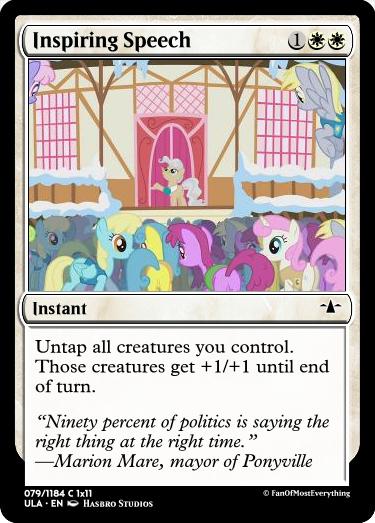 Inspiring Speech 1
Instant
Untap all creatures you control.
Those creatures get +1/+1 until end
of turn.
“Ninety percent of politics is saying the
right thing at the right time.”
—Marion Mare, mayor of Ponyville
079/1184 C 1x11
ULA • EN Hasbro Studios
© FanOfMostEverything